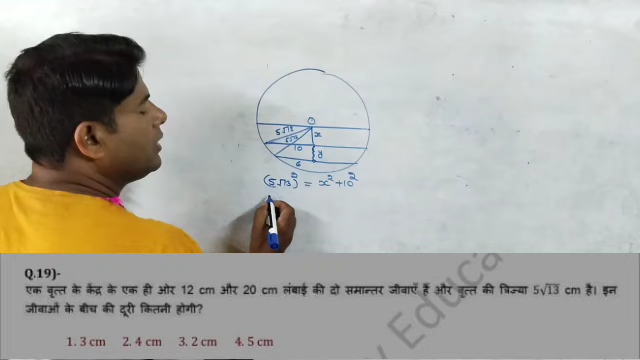 O
5√13
x
5√13
10
y
6
(5√13)² = x² + 10²
Q.19)-
एक वृत्त के केंद्र के एक ही ओर 12 cm और 20 cm लंबाई की दो समान्तर जीवाएँ हैं और वृत्त की त्रिज्या 5√13 cm है। इन
जीवाओं के बीच की दूरी कितनी होगी?
1. 3 cm 2. 4 cm 3. 2 cm 4. 5 cm